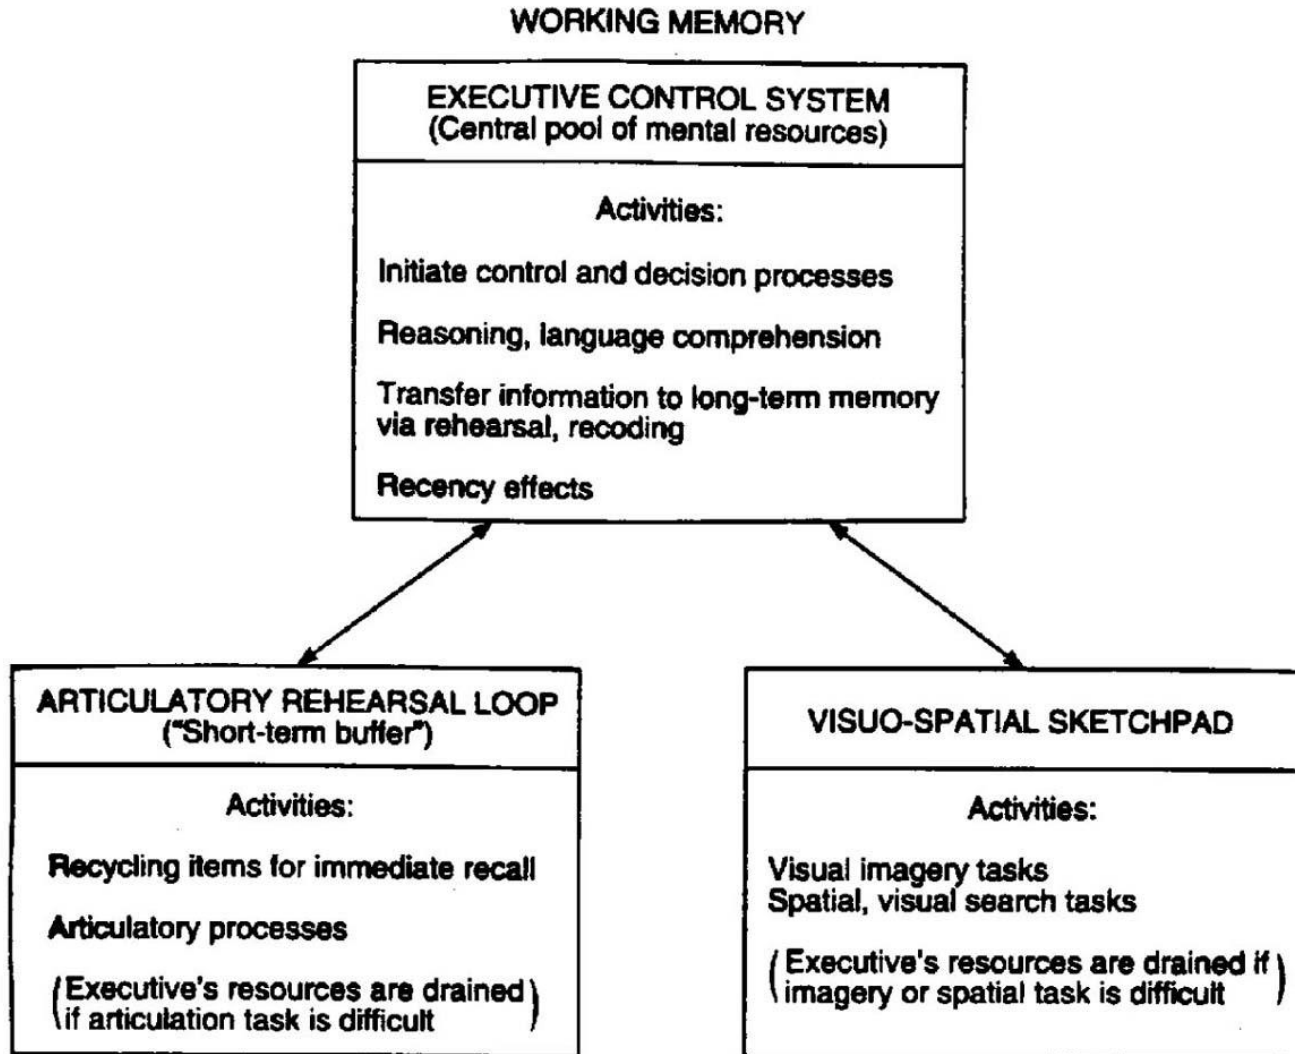 WORKING MEMORY
EXECUTIVE CONTROL SYSTEM
(Central pool of mental resources)
Activities:
Initiate control and decision processes
Reasoning, language comprehension
Transfer information to long-term memory
via rehearsal, recoding
Recency effects
ARTICULATORY REHEARSAL LOOP
("Short-term buffer")
Activities:
Recycling items for immediate recall
Articulatory processes
(Executive's resources are drained
if articulation task is difficult)
VISUO-SPATIAL SKETCHPAD
Activities:
Visual imagery tasks
Spatial, visual search tasks
(Executive's resources are drained if
imagery or spatial task is difficult)